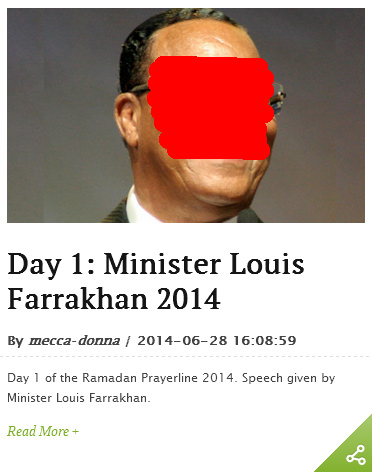 Day 1: Minister Louis
Farrakhan 2014
By mecca-donna / 2014-06-28 16:08:59
Day 1 of the Ramadan Prayerline 2014. Speech given by
Minister Louis Farrakhan.
Read More +